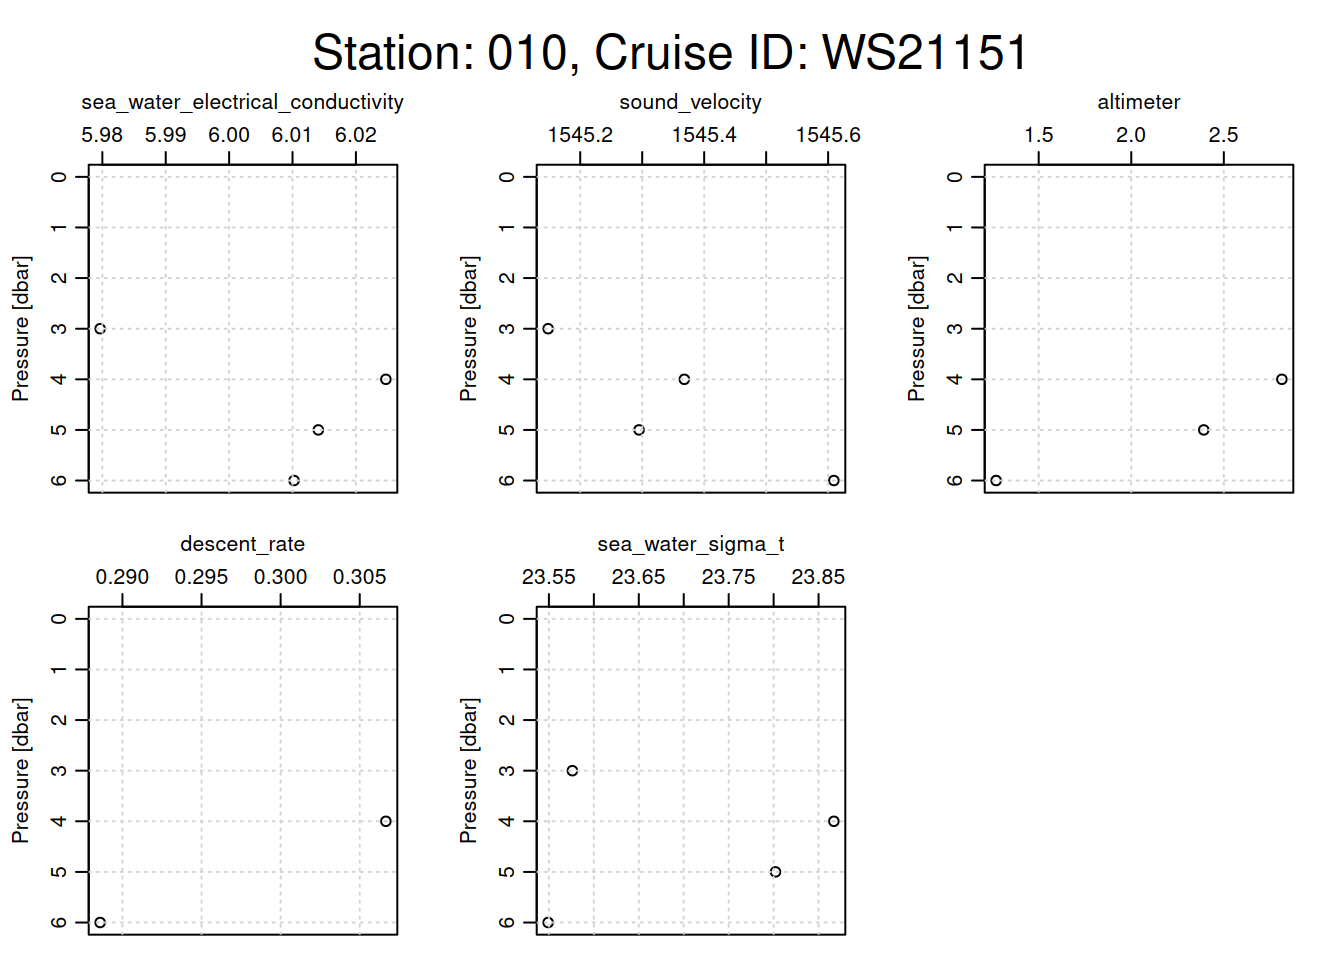 Station: 010, Cruise ID: WS21151
sea_water_electrical_conductivity
5.98 5.99 6.00 6.01 6.02
Pressure [dbar]
0
1
2
3
4
5
6
sound_velocity
1545.2 1545.4 1545.6
Pressure [dbar]
0
1
2
3
4
5
6
altimeter
1.5 2.0 2.5
Pressure [dbar]
0
1
2
3
4
5
6
descent_rate
0.290 0.295 0.300 0.305
Pressure [dbar]
0
1
2
3
4
5
6
sea_water_sigma_t
23.55 23.65 23.75 23.85
Pressure [dbar]
0
1
2
3
4
5
6